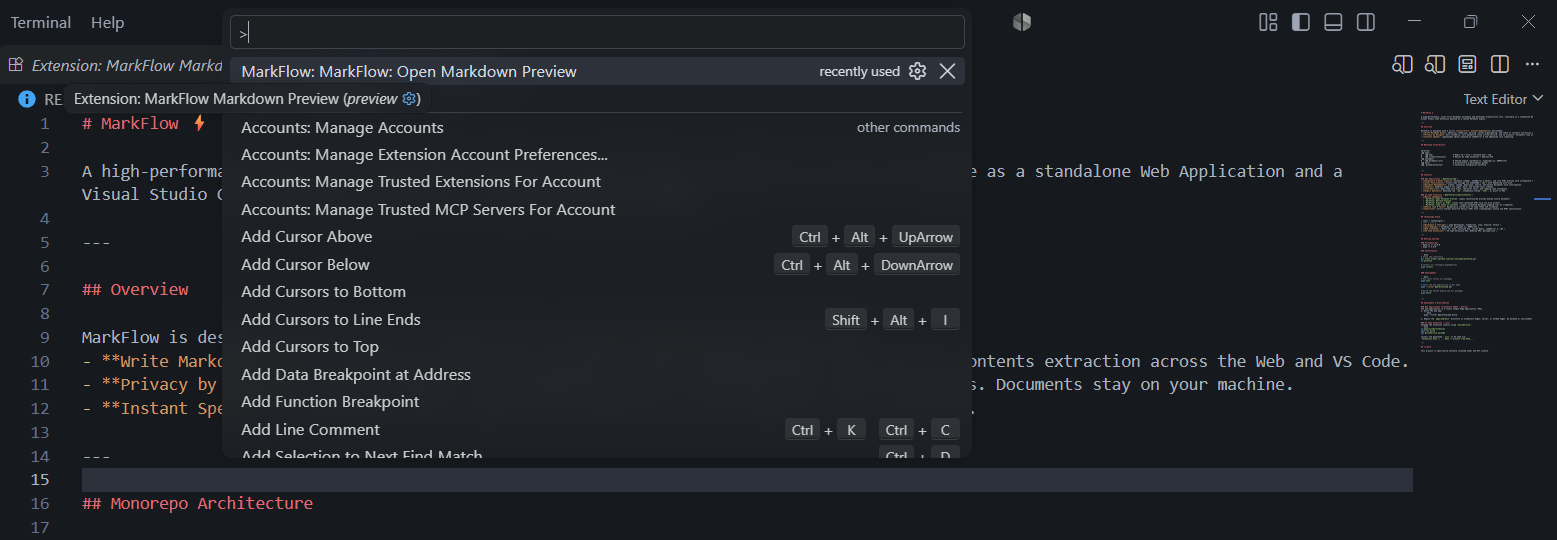 Terminal Help
>
Extension: MarkFlow Markd
MarkFlow: MarkFlow: Open Markdown Preview recently used
RE
Extension: MarkFlow Markdown Preview (preview)
Text Editor
1 # MarkFlow ⚡
Accounts: Manage Accounts other commands
2
Accounts: Manage Extension Account Preferences...
3 A high-performa e as a standalone Web Application and a
Accounts: Manage Trusted Extensions For Account
Visual Studio C
Accounts: Manage Trusted MCP Servers For Account
4
Add Cursor Above Ctrl + Alt + UpArrow
5 ---
Add Cursor Below Ctrl + Alt + DownArrow
6
7 ## Overview
Add Cursors to Bottom
8
Add Cursors to Line Ends Shift + Alt + I
9 MarkFlow is des
Add Cursors to Top
10 - **Write Markd ontents extraction across the Web and VS Code.
Add Data Breakpoint at Address
11 - **Privacy by s. Documents stay on your machine.
Add Function Breakpoint
12 - **Instant Spe .
Add Line Comment Ctrl + K Ctrl + C
13
14 ---
Add Selection to Next Find Match Ctrl + D
15
16 ## Monorepo Architecture
17